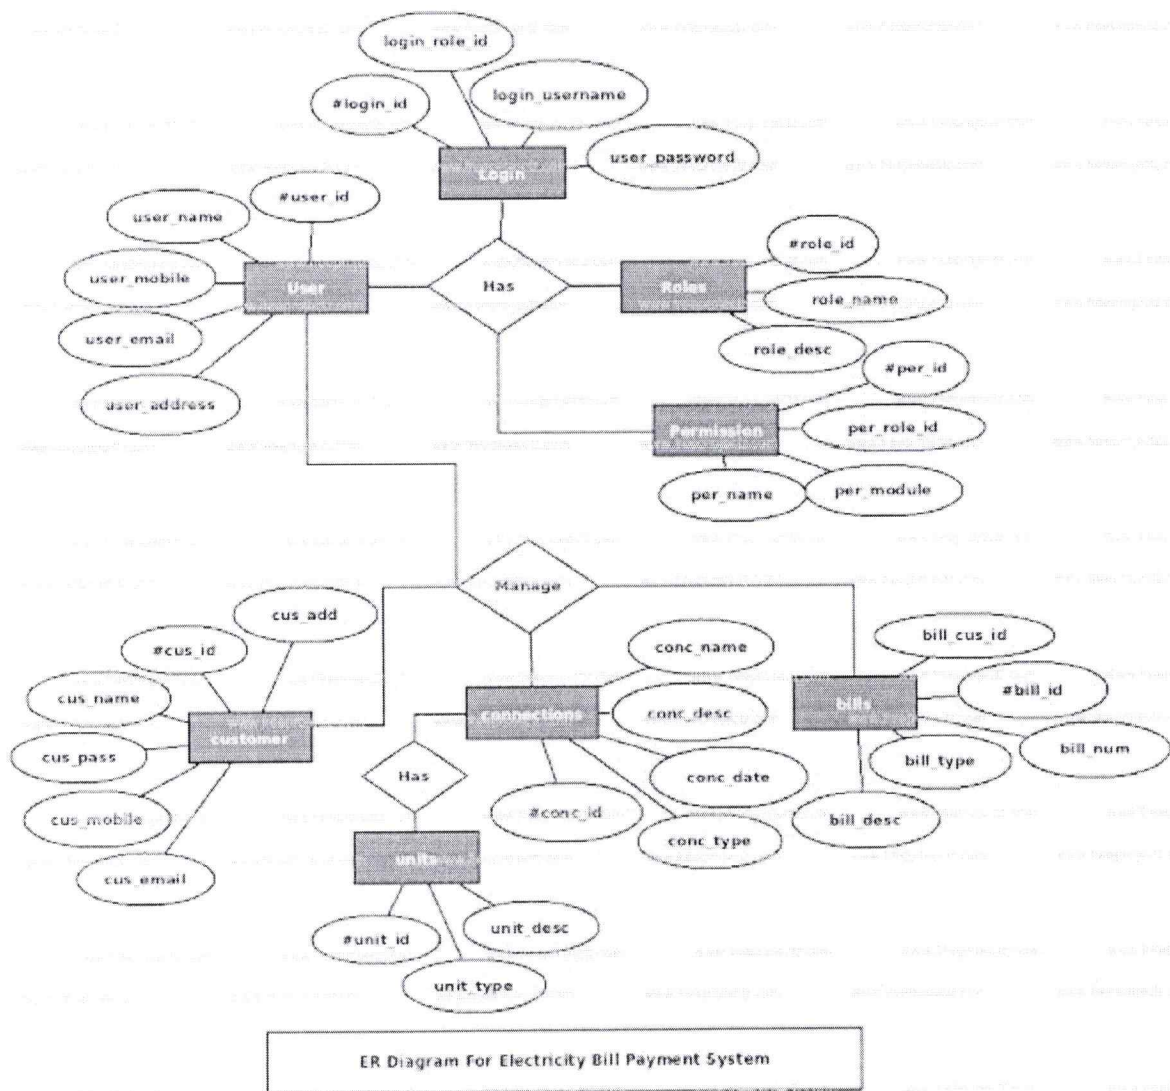 login_role_id
login_username
#login_id
user_password
Login
#user_id
user_name
#role_id
user_mobile
User
Has
Roles
role_name
user_email
role_desc
#per_id
user_address
Permission
per_role_id
per_name
per_module
Manage
cus_add
bill_cus_id
#cus_id
conc_name
#bill_id
cus_name
connections
conc_desc
bills
customer
bill_num
cus_pass
Has
conc_date
bill_type
#conc_id
cus_mobile
conc_type
bill_desc
units
cus_email
unit_desc
#unit_id
unit_type
ER Diagram For Electricity Bill Payment System